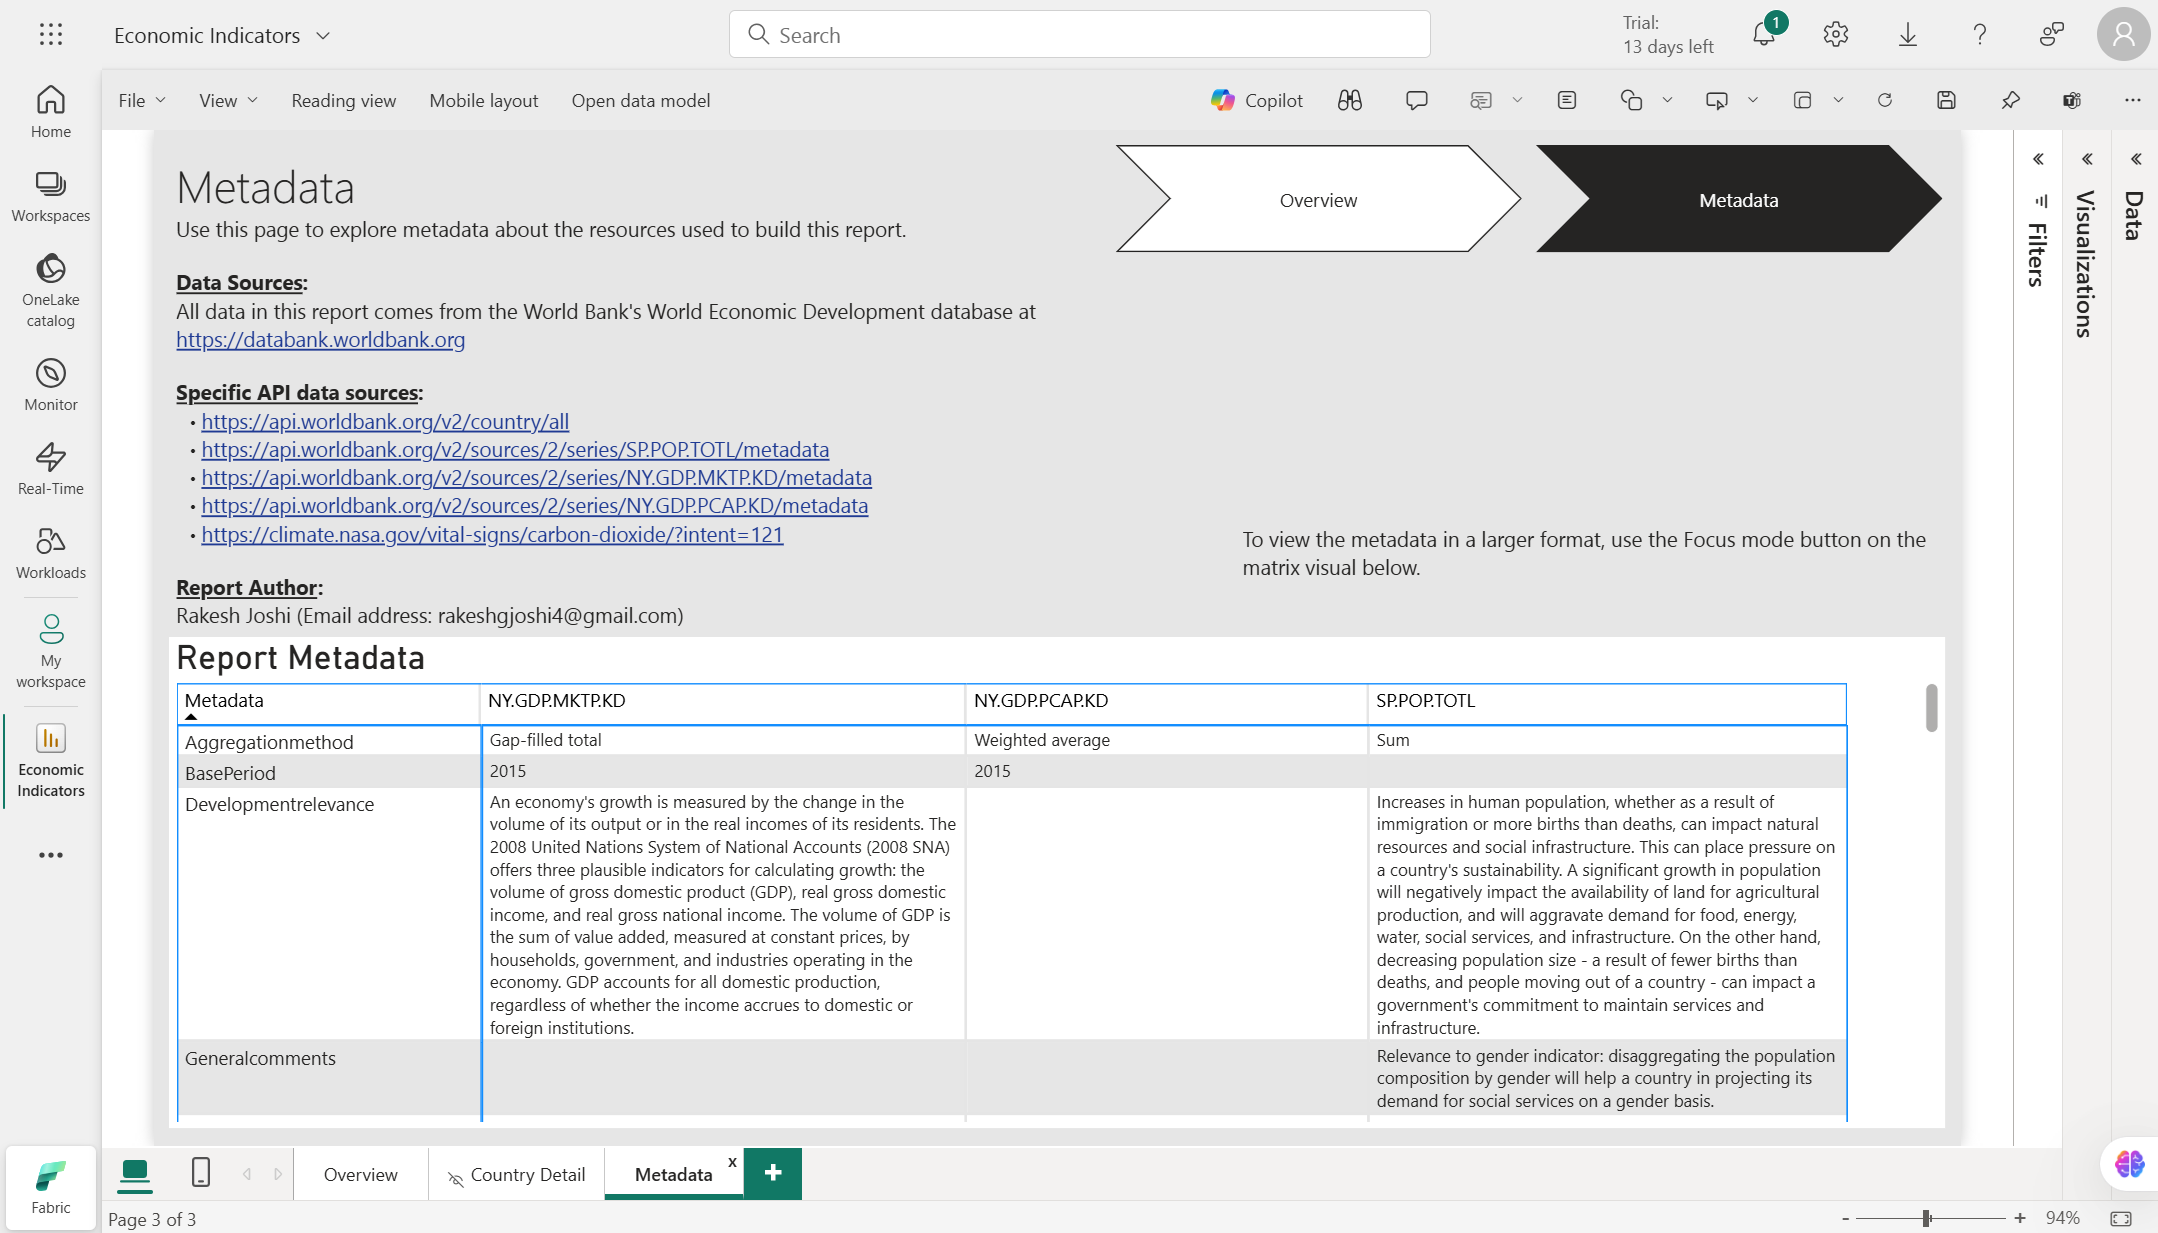 Economic Indicators
Search
Trial:
13 days left
1
File
View
Reading view
Mobile layout
Open data model
Copilot
Home
Workspaces
OneLake
catalog
Monitor
Real-Time
Workloads
My
workspace
Economic
Indicators
Fabric
Metadata
Use this page to explore metadata about the resources used to build this report.
Overview
Metadata
Data Sources:
All data in this report comes from the World Bank's World Economic Development database at
https://databank.worldbank.org
Specific API data sources:
• https://api.worldbank.org/v2/country/all
• https://api.worldbank.org/v2/sources/2/series/SP.POP.TOTL/metadata
• https://api.worldbank.org/v2/sources/2/series/NY.GDP.MKTP.KD/metadata
• https://api.worldbank.org/v2/sources/2/series/NY.GDP.PCAP.KD/metadata
• https://climate.nasa.gov/vital-signs/carbon-dioxide/?intent=121
To view the metadata in a larger format, use the Focus mode button on the
matrix visual below.
Report Author:
Rakesh Joshi (Email address: rakeshgjoshi4@gmail.com)
Report Metadata
Metadata NY.GDP.MKTP.KD NY.GDP.PCAP.KD SP.POP.TOTL
Aggregationmethod Gap-filled total Weighted average Sum
BasePeriod 2015 2015
Developmentrelevance
An economy's growth is measured by the change in the
volume of its output or in the real incomes of its residents. The
2008 United Nations System of National Accounts (2008 SNA)
offers three plausible indicators for calculating growth: the
volume of gross domestic product (GDP), real gross domestic
income, and real gross national income. The volume of GDP is
the sum of value added, measured at constant prices, by
households, government, and industries operating in the
economy. GDP accounts for all domestic production,
regardless of whether the income accrues to domestic or
foreign institutions.
Increases in human population, whether as a result of
immigration or more births than deaths, can impact natural
resources and social infrastructure. This can place pressure on
a country's sustainability. A significant growth in population
will negatively impact the availability of land for agricultural
production, and will aggravate demand for food, energy,
water, social services, and infrastructure. On the other hand,
decreasing population size - a result of fewer births than
deaths, and people moving out of a country - can impact a
government's commitment to maintain services and
infrastructure.
Generalcomments
Relevance to gender indicator: disaggregating the population
composition by gender will help a country in projecting its
demand for social services on a gender basis.
Filters
Visualizations
Data
Overview
Country Detail
Metadata
x
+
Page 3 of 3
- + 94%